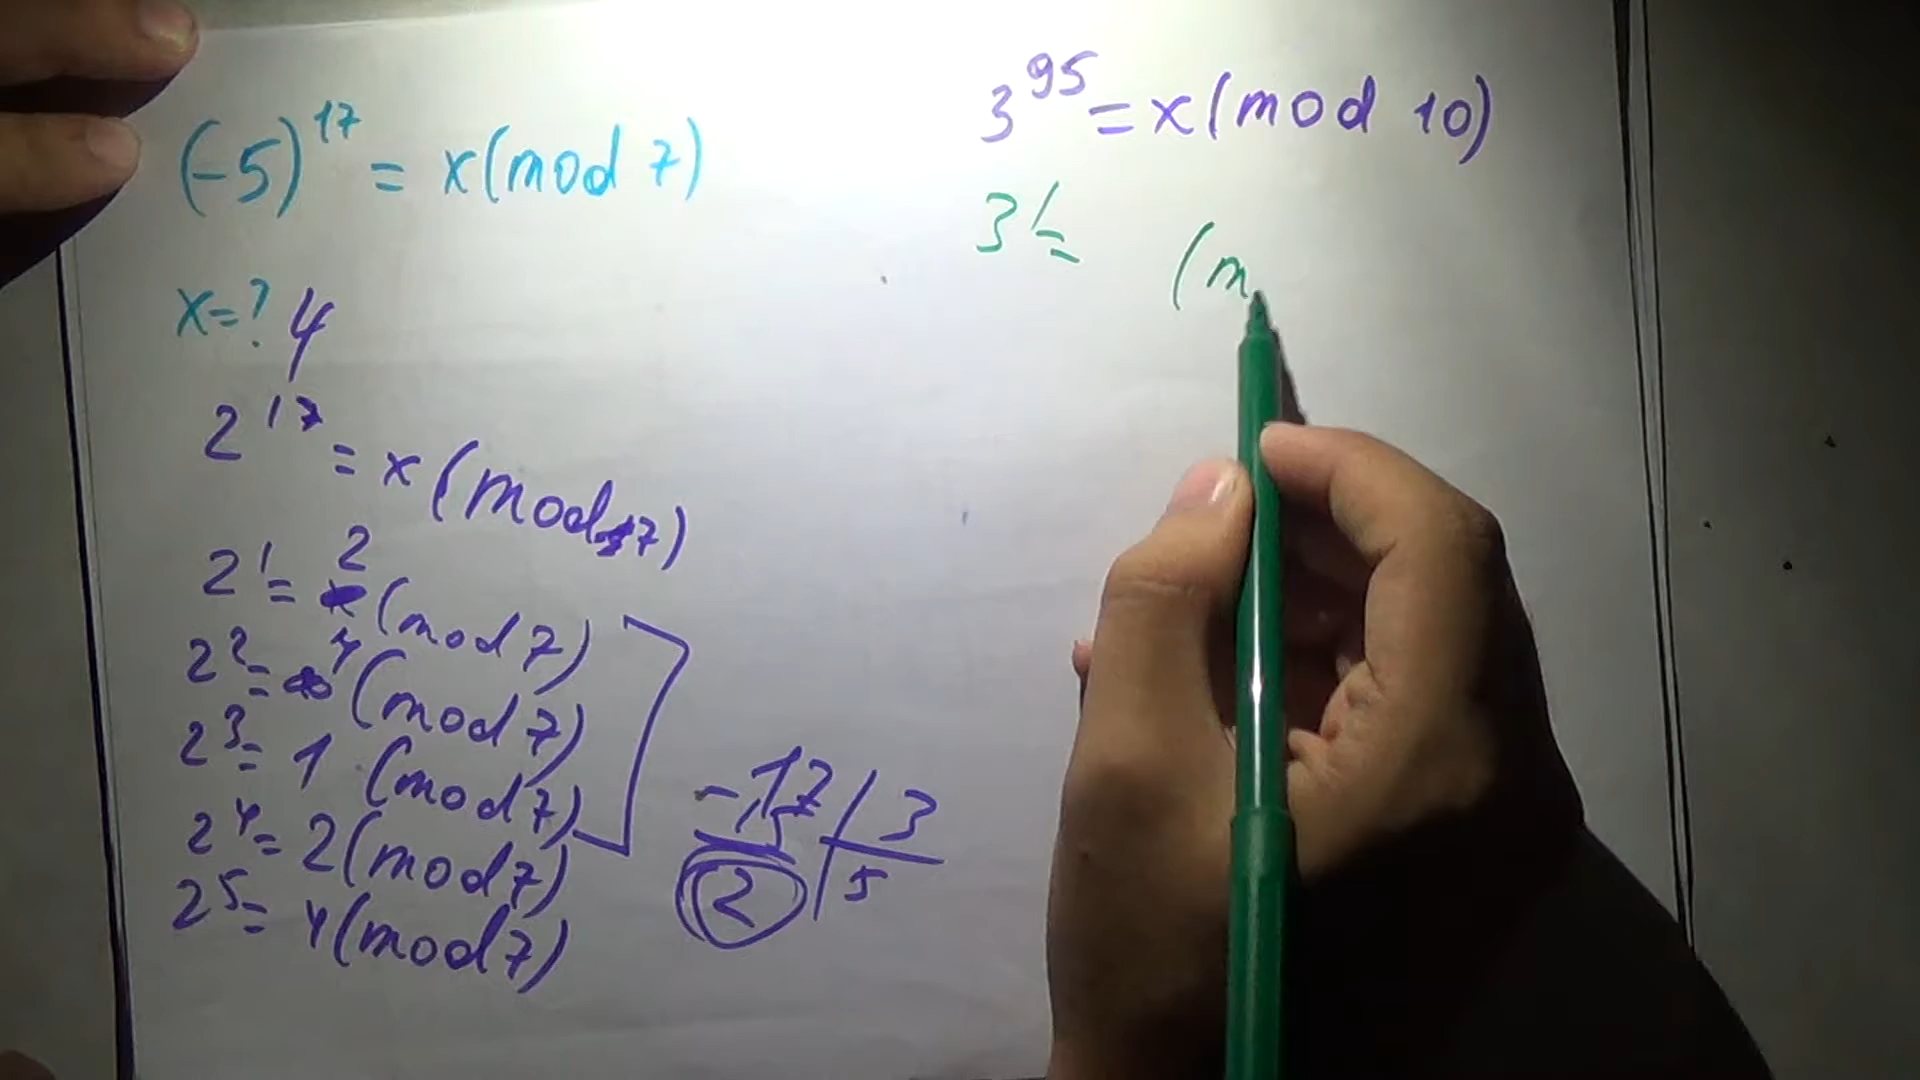 (-5)^17 = x(mod 7)
x=? 4
2^17 = x(mod 7)
2^1 = 2 (mod 7)
2^2 = 4 (mod 7)
2^3 = 1 (mod 7)
2^4 = 2(mod 7)
2^5 = 4(mod 7)
-17 / 3
15
2 | 5
3^95 = x(mod 10)
3^1 = (m